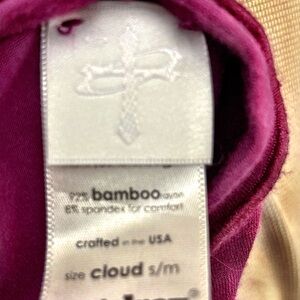 92% bamboo rayon
8% spandex for comfort
crafted in the USA
size cloud s/m